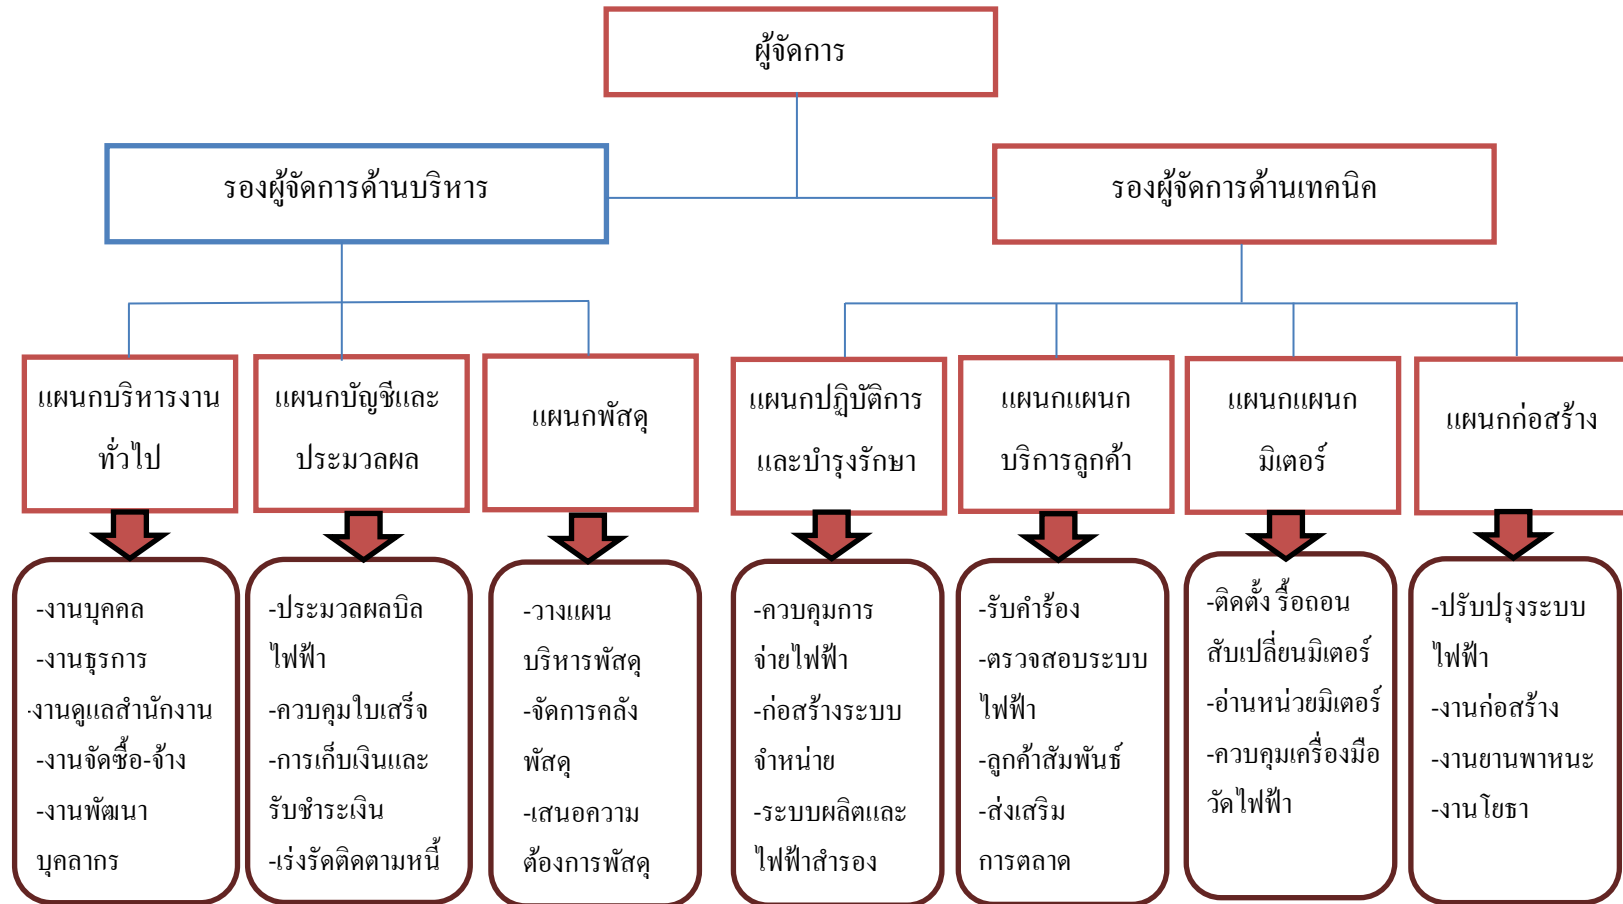 ผู้จัดการ
รองผู้จัดการด้านบริหาร
รองผู้จัดการด้านเทคนิค
แผนกบริหารงาน
ทั่วไป
แผนกบัญชีและ
ประมวลผล
แผนกพัสดุ
แผนกปฏิบัติการ
และบำรุงรักษา
แผนกแผนก
บริการลูกค้า
แผนกแผนก
มิเตอร์
แผนกก่อสร้าง
-งานบุคคล
-งานธุรการ
-งานดูแลสำนักงาน
-งานจัดซื้อ-จ้าง
-งานพัฒนา
บุคลากร
-ประมวลผลบิล
ไฟฟ้า
-ควบคุมใบเสร็จ
-การเก็บเงินและ
รับชำระเงิน
-เร่งรัดติดตามหนี้
-วางแผน
บริหารพัสดุ
-จัดการคลัง
พัสดุ
-เสนอความ
ต้องการพัสดุ
-ควบคุมการ
จ่ายไฟฟ้า
-ก่อสร้างระบบ
จำหน่าย
-ระบบผลิตและ
ไฟฟ้าสำรอง
-รับคำร้อง
-ตรวจสอบระบบ
ไฟฟ้า
-ลูกค้าสัมพันธ์
-ส่งเสริม
การตลาด
-ติดตั้ง รื้อถอน
สับเปลี่ยนมิเตอร์
-อ่านหน่วยมิเตอร์
-ควบคุมเครื่องมือ
วัดไฟฟ้า
-ปรับปรุงระบบ
ไฟฟ้า
-งานก่อสร้าง
-งานยานพาหนะ
-งานโยธา